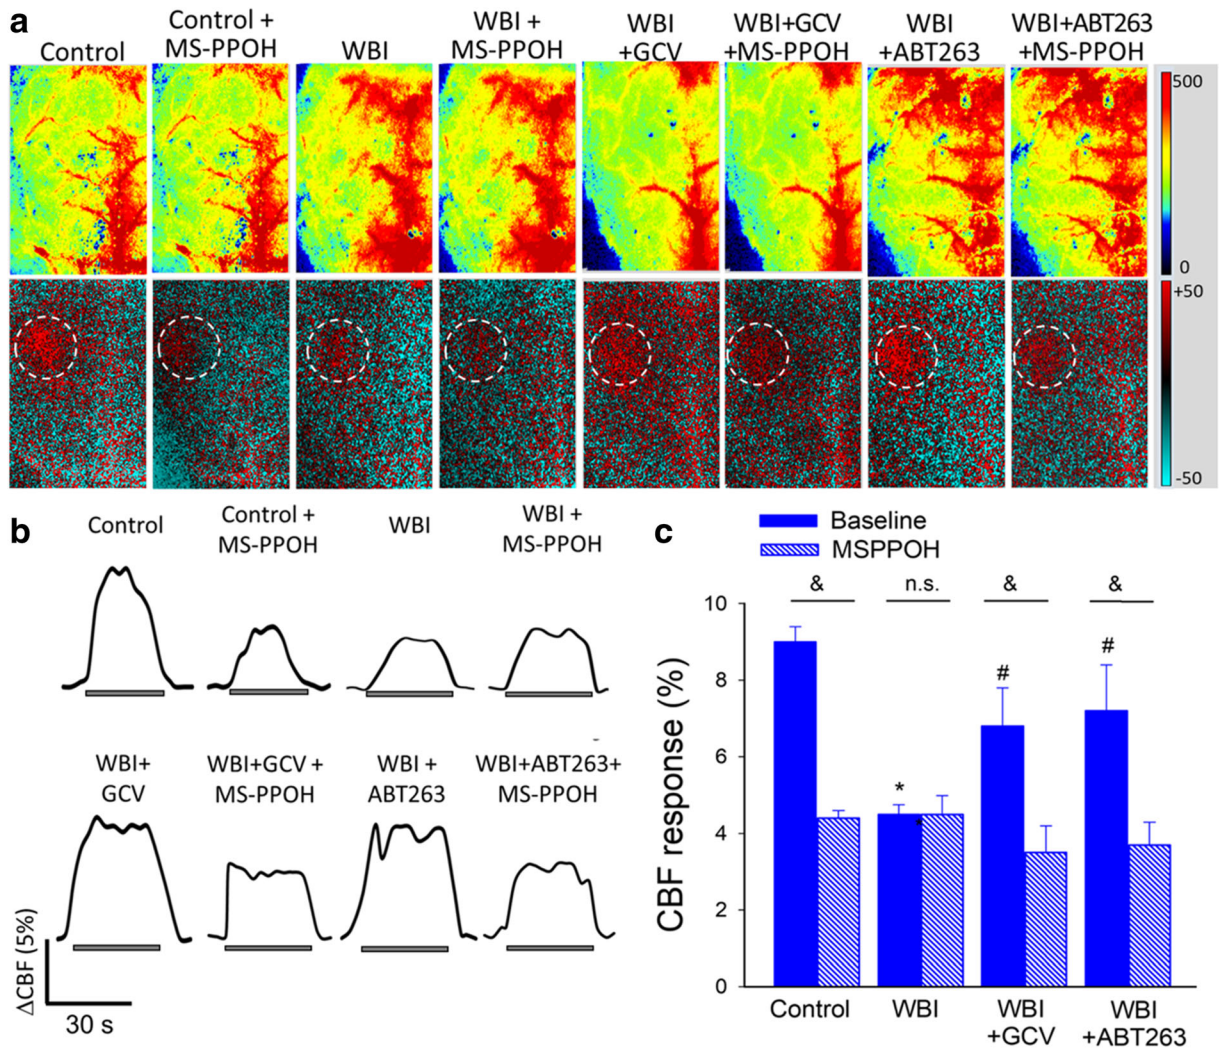 a
Control
Control +
MS-PPOH
WBI
WBI +
MS-PPOH
WBI
+GCV
WBI+GCV
+MS-PPOH
WBI
+ABT263
WBI+ABT263
+MS-PPOH
500
0
+50
-50
b
Control
Control +
MS-PPOH
WBI
WBI +
MS-PPOH
WBI+
GCV
WBI+GCV +
MS-PPOH
WBI +
ABT263
WBI+ABT263+
MS-PPOH
ΔCBF (5%)
30 s
c
Baseline
MSPPOH
& n.s. & &
CBF response (%)
10
8
6
4
2
0
*
*
#
#
Control
WBI
WBI
+GCV
WBI
+ABT263